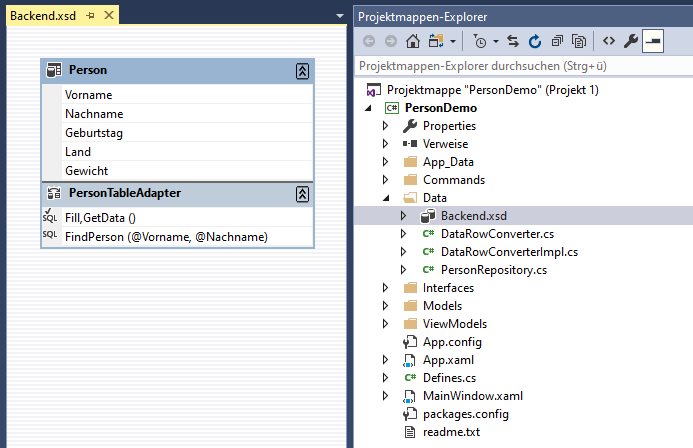 Backend.xsd
Person
Vorname
Nachname
Geburtstag
Land
Gewicht
PersonTableAdapter
SQL Fill,GetData ()
SQL FindPerson (@Vorname, @Nachname)
Projektmappen-Explorer
Projektmappen-Explorer durchsuchen (Strg+ü)
Projektmappe "PersonDemo" (Projekt 1)
C# PersonDemo
Properties
Verweise
App_Data
Commands
Data
Backend.xsd
C# DataRowConverter.cs
C# DataRowConverterImpl.cs
C# PersonRepository.cs
Interfaces
Models
ViewModels
App.config
App.xaml
C# Defines.cs
MainWindow.xaml
packages.config
readme.txt